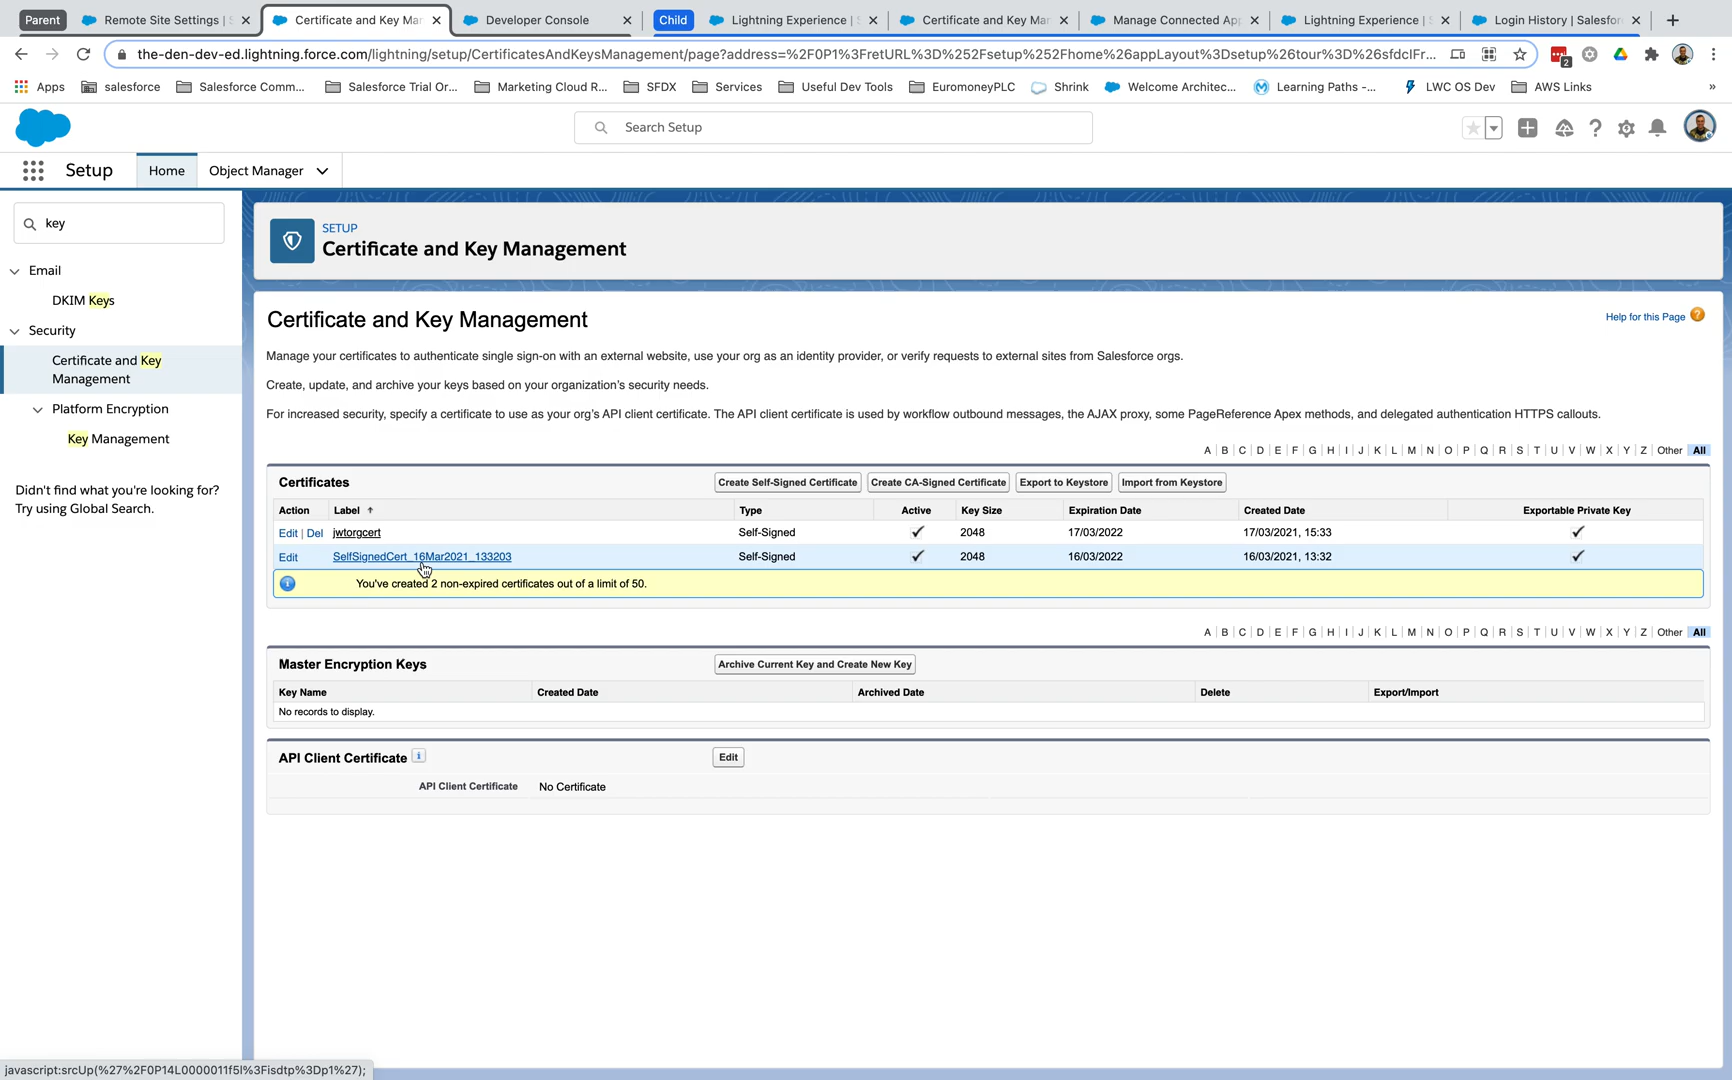 Parent
Remote Site Settings | S
Certificate and Key Mar
Developer Console
Child
Lightning Experience | S
Certificate and Key Mar
Manage Connected App
Lightning Experience | S
Login History | Salesfor
the-den-dev-ed.lightning.force.com/lightning/setup/CertificatesAndKeysManagement/page?address=%2F0P1%3FretURL%3D%252Fsetup%252Fhome%26appLayout%3Dsetup%26tour%3D%26sfdcIFr...
2
Apps
salesforce
Salesforce Comm...
Salesforce Trial Or...
Marketing Cloud R...
SFDX
Services
Useful Dev Tools
EuromoneyPLC
Shrink
Welcome Architec...
Learning Paths -...
LWC OS Dev
AWS Links
»
Search Setup
Setup
Home
Object Manager
key
Email
DKIM Keys
Security
Certificate and Key
Management
Platform Encryption
Key Management
Didn't find what you're looking for?
Try using Global Search.
SETUP
Certificate and Key Management
Certificate and Key Management
Help for this Page
Manage your certificates to authenticate single sign-on with an external website, use your org as an identity provider, or verify requests to external sites from Salesforce orgs.
Create, update, and archive your keys based on your organization's security needs.
For increased security, specify a certificate to use as your org's API client certificate. The API client certificate is used by workflow outbound messages, the AJAX proxy, some PageReference Apex methods, and delegated authentication HTTPS callouts.
A | B | C | D | E | F | G | H | I | J | K | L | M | N | O | P | Q | R | S | T | U | V | W | X | Y | Z | Other | All
Certificates
Create Self-Signed Certificate
Create CA-Signed Certificate
Export to Keystore
Import from Keystore
Action Label ↑ Type Active Key Size Expiration Date Created Date Exportable Private Key
Edit | Del jwtorgcert Self-Signed ✓ 2048 17/03/2022 17/03/2021, 15:33 ✓
Edit SelfSignedCert_16Mar2021_133203 Self-Signed ✓ 2048 16/03/2022 16/03/2021, 13:32 ✓
You've created 2 non-expired certificates out of a limit of 50.
A | B | C | D | E | F | G | H | I | J | K | L | M | N | O | P | Q | R | S | T | U | V | W | X | Y | Z | Other | All
Master Encryption Keys
Archive Current Key and Create New Key
Key Name Created Date Archived Date Delete Export/Import
No records to display.
API Client Certificate
Edit
API Client Certificate No Certificate
javascript:srcUp(%27%2F0P14L0000011f5l%3Fisdtp%3Dp1%27);